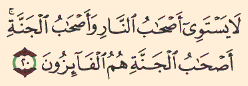 لَا يَسْتَوِىٓ أَصْحَٰبُ ٱلنَّارِ وَأَصْحَٰبُ ٱلْجَنَّةِ ۚ
أَصْحَٰبُ ٱلْجَنَّةِ هُمُ ٱلْفَآئِزُونَ ٢٠